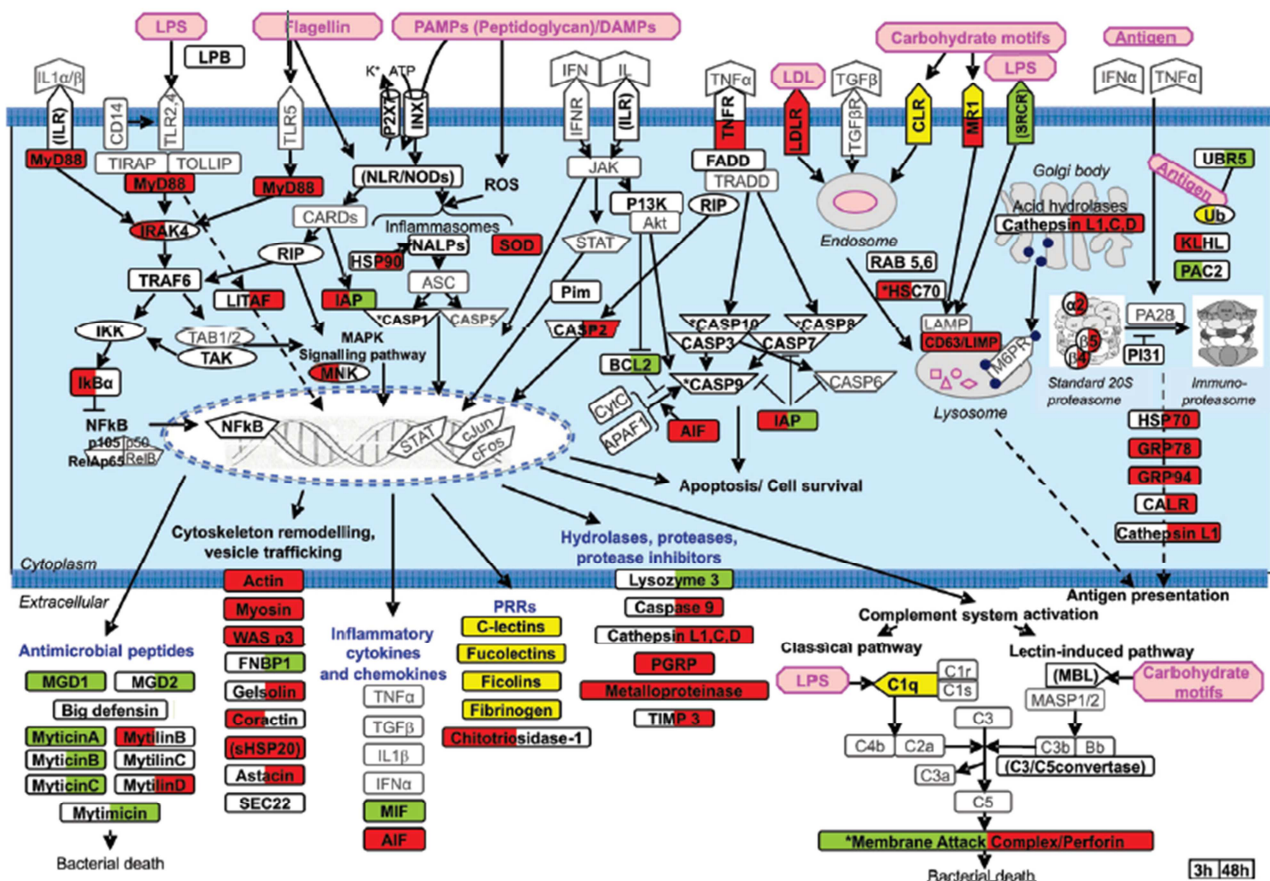 LPS
Flagellin
PAMPs (Peptidoglycan)/DAMPs
Carbohydrate motifs
Antigen
LPB
K+ ATP
IL1α/β
IFN IL
TNFα
LDL
TGFβ
LPS
IFNα TNFα
(ILR)
CD14
TLR2,4
TLR5
P2X7
INX
IFNR
(ILR)
TNFR
LDLR
TGFβR
CLR
MR1
(SRCR)
MyD88
TIRAP TOLLIP
MyD88
MyD88
(NLR/NODs)
ROS
JAK
FADD
TRADD
RIP
Golgi body
Antigen
UBR5
Ub
KLHL
PAC2
IRAK4
CARDs
Inflammasomes
P13K
Akt
STAT
Endosome
Acid hydrolases
Cathepsin L1,C,D
TRAF6
RIP
HSP90
NALPs
SOD
RAB 5,6
*HSC70
LITAF
IAP
ASC
Pim
*CASP1
CASP5
CASP2
*CASP10
*CASP8
CASP3
CASP7
LAMP
CD63/LIMP
M6PR
α2
β5
β4
PA28
PI31
IKK
TAB1/2
TAK
MAPK
Signalling pathway
MNK
BCL2
*CASP9
CASP6
Lysosome
Standard 20S
proteasome
Immuno-
proteasome
IkBα
CytC
APAF1
AIF
IAP
NFkB
p105 p50
RelAp65 RelB
NFkB
STAT
cJun
cFos
HSP70
GRP78
GRP94
CALR
Cathepsin L1
Apoptosis/ Cell survival
Cytoskeleton remodelling,
vesicle trafficking
Hydrolases, proteases,
protease inhibitors
Cytoplasm
Extracellular
Antigen presentation
Antimicrobial peptides
MGD1 MGD2
Big defensin
MyticinA MytilinB
MyticinB MytilinC
MyticinC MytilinD
Mytimicin
Bacterial death
Actin
Myosin
WAS p3
FNBP1
Gelsolin
Coractin
(sHSP20)
Astacin
SEC22
Inflammatory
cytokines
and chemokines
TNFα
TGFβ
IL1β
IFNα
MIF
AIF
PRRs
C-lectins
Fucolectins
Ficolins
Fibrinogen
Chitotriosidase-1
Lysozyme 3
Caspase 9
Cathepsin L1,C,D
PGRP
Metalloproteinase
TIMP 3
Complement system activation
Classical pathway
Lectin-induced pathway
LPS
C1q
C1r
C1s
(MBL)
MASP1/2
Carbohydrate
motifs
C4b C2a
C3
C3b Bb
(C3/C5convertase)
C3a
C5
*Membrane Attack Complex/Perforin
Bacterial death
3h 48h